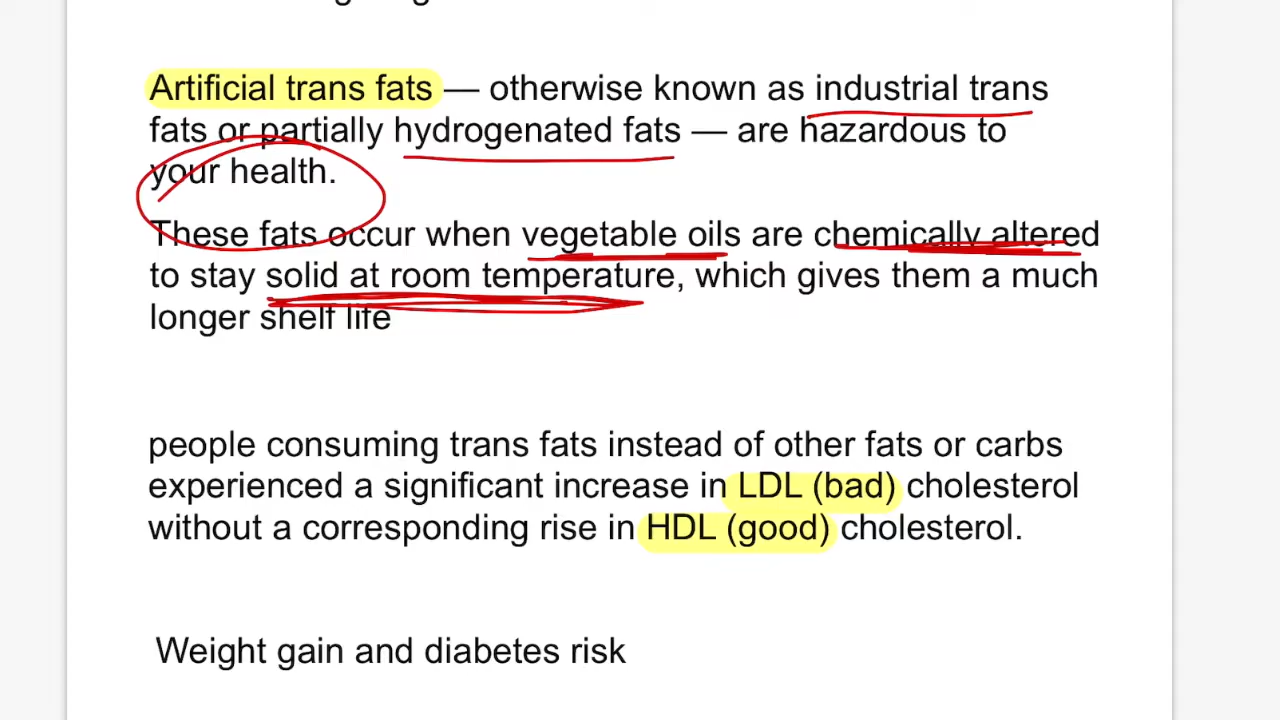 Artificial trans fats — otherwise known as industrial trans
fats or partially hydrogenated fats — are hazardous to
your health.
These fats occur when vegetable oils are chemically altered
to stay solid at room temperature, which gives them a much
longer shelf life
people consuming trans fats instead of other fats or carbs
experienced a significant increase in LDL (bad) cholesterol
without a corresponding rise in HDL (good) cholesterol.
Weight gain and diabetes risk